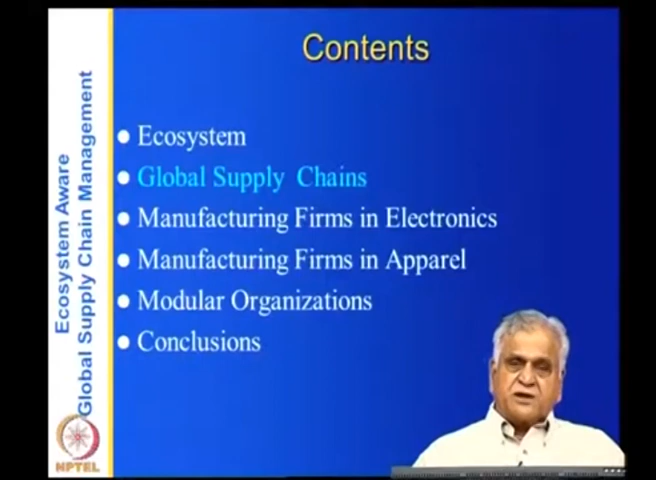 Contents
Ecosystem
Global Supply Chains
Manufacturing Firms in Electronics
Manufacturing Firms in Apparel
Modular Organizations
Conclusions
Ecosystem Aware
Global Supply Chain Management
NPTEL